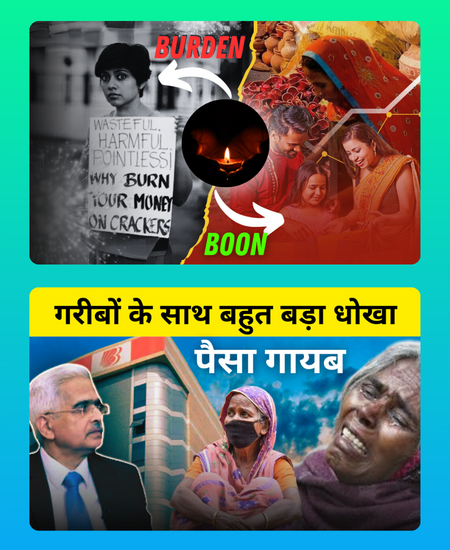 BURDEN
WASTEFUL,
HARMFUL,
POINTLESS!
WHY BURN
YOUR MONEY
ON CRACKERS
BOON
गरीबों के साथ बहुत बड़ा धोखा
पैसा गायब